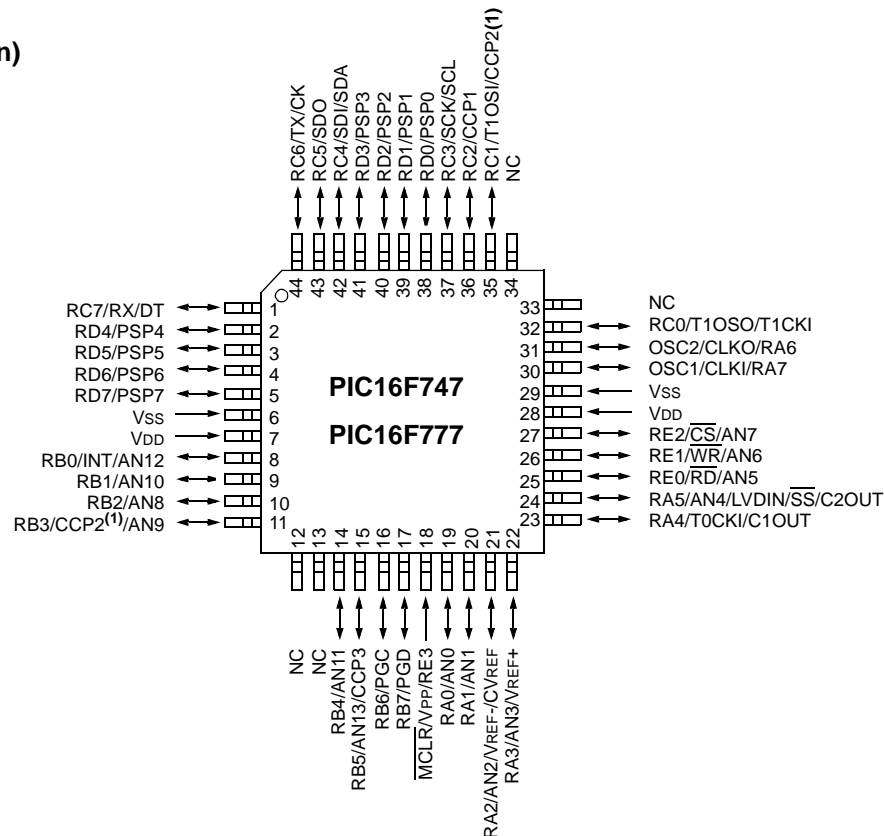 n)
RC6/TX/CK
RC5/SDO
RC4/SDI/SDA
RD3/PSP3
RD2/PSP2
RD1/PSP1
RD0/PSP0
RC3/SCK/SCL
RC2/CCP1
RC1/T1OSI/CCP2(1)
NC
44
43
42
41
40
39
38
37
36
35
34
RC7/RX/DT 1
RD4/PSP4 2
RD5/PSP5 3
RD6/PSP6 4
RD7/PSP7 5
VSS 6
VDD 7
RB0/INT/AN12 8
RB1/AN10 9
RB2/AN8 10
RB3/CCP2(1)/AN9 11
PIC16F747
PIC16F777
33 NC
32 RC0/T1OSO/T1CKI
31 OSC2/CLKO/RA6
30 OSC1/CLKI/RA7
29 VSS
28 VDD
27 RE2/CS/AN7
26 RE1/WR/AN6
25 RE0/RD/AN5
24 RA5/AN4/LVDIN/SS/C2OUT
23 RA4/T0CKI/C1OUT
12
13
14
15
16
17
18
19
20
21
22
NC
NC
RB4/AN11
RB5/AN13/CCP3
RB6/PGC
RB7/PGD
MCLR/VPP/RE3
RA0/AN0
RA1/AN1
RA2/AN2/VREF-/CVREF
RA3/AN3/VREF+